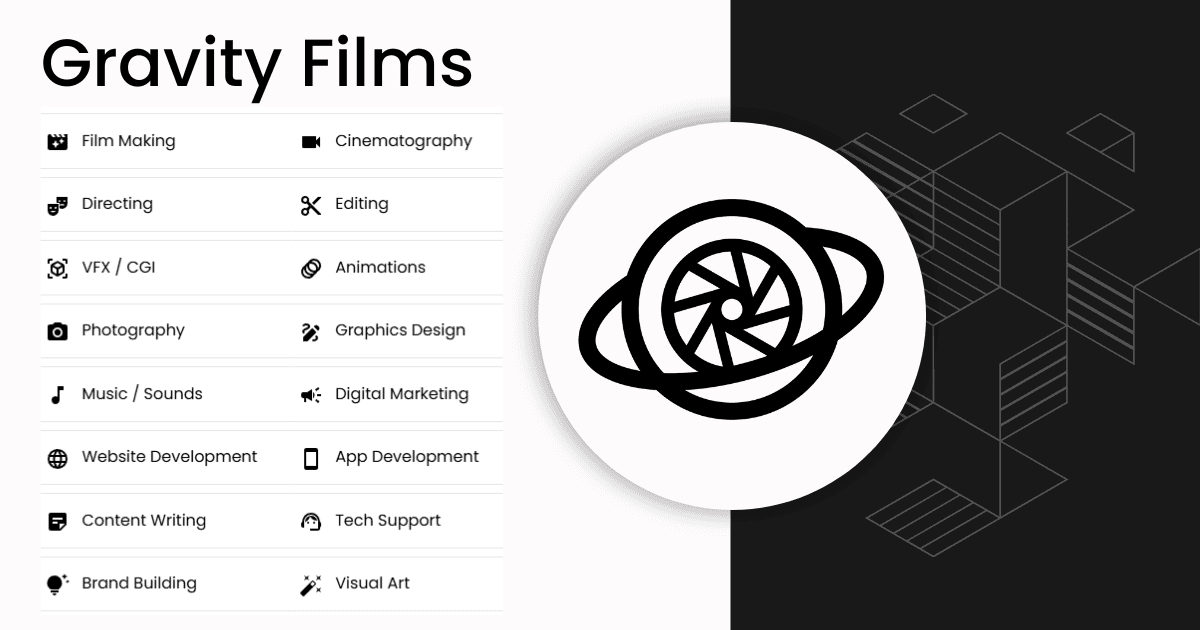 Gravity Films
Film Making
Cinematography
Directing
Editing
VFX / CGI
Animations
Photography
Graphics Design
Music / Sounds
Digital Marketing
Website Development
App Development
Content Writing
Tech Support
Brand Building
Visual Art